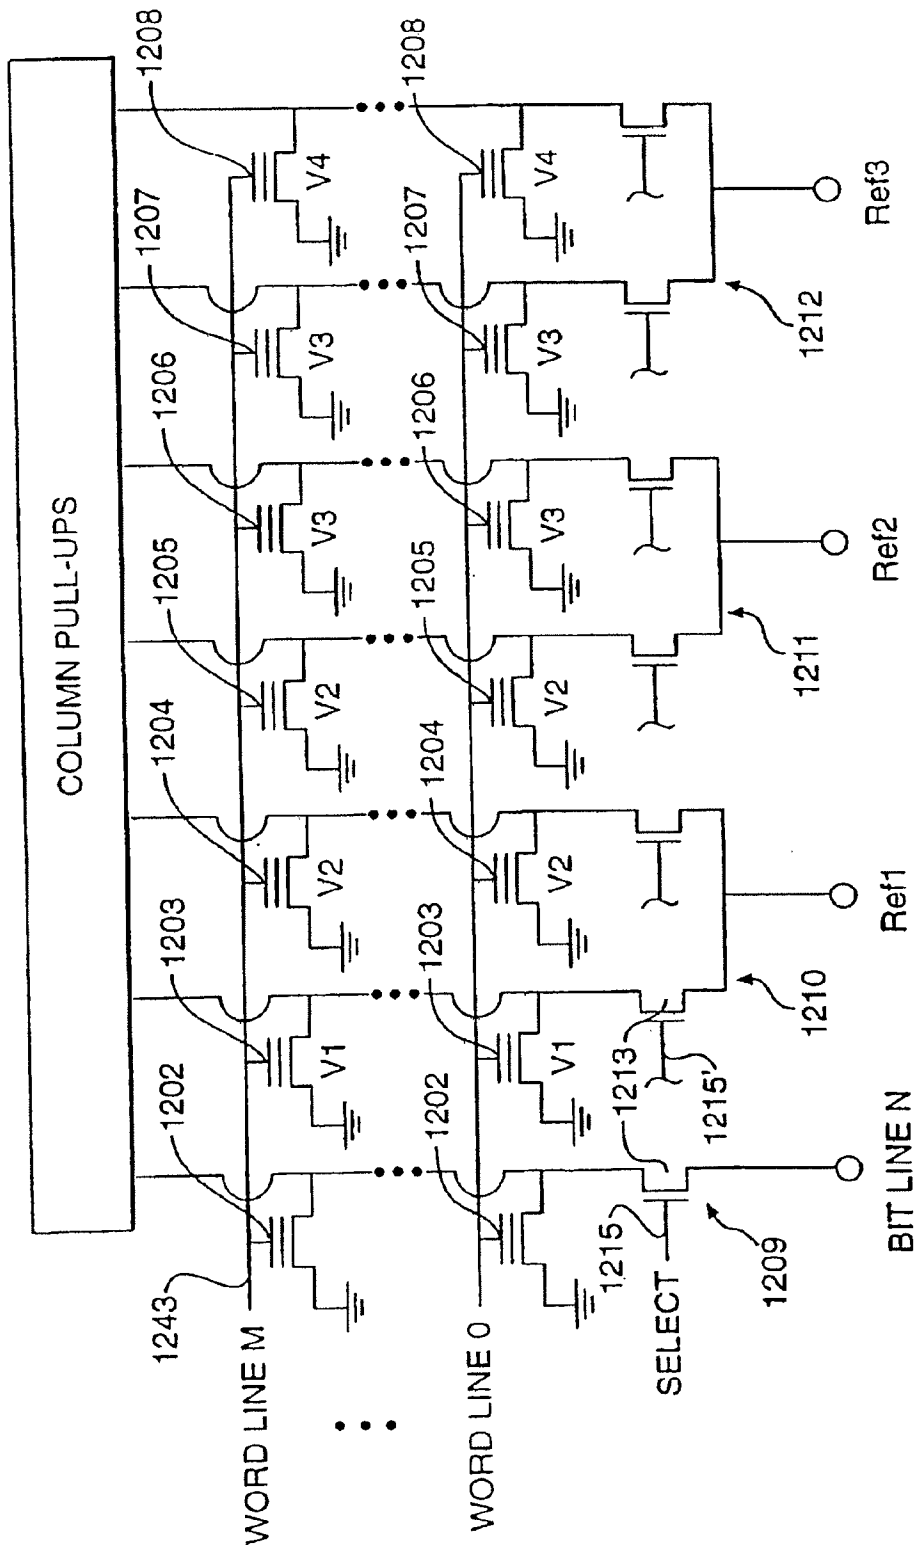 COLUMN PULL-UPS
1202
1203
1204
1205
1206
1207
1208
1243
WORD LINE M
V1
V2
V2
V3
V3
V4
1202
1203
1204
1205
1206
1207
1208
WORD LINE 0
V1
V2
V2
V3
V3
V4
SELECT
1215
1213
1215'
1209
1210
1211
1212
BIT LINE N
Ref1
Ref2
Ref3